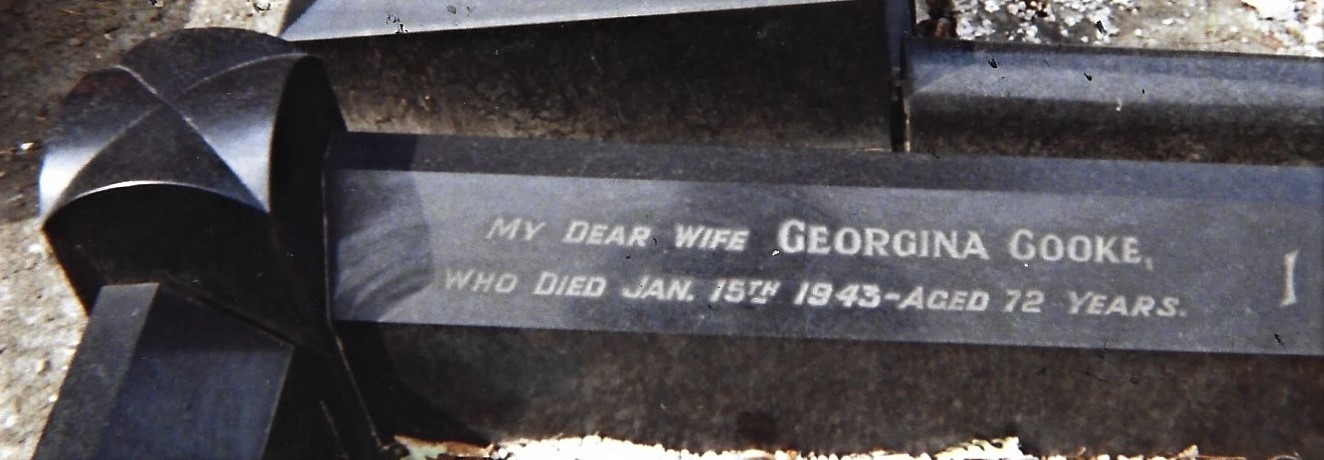 MY DEAR WIFE GEORGINA GOOKE,
WHO DIED JAN. 15TH 1943-AGED 72 YEARS.